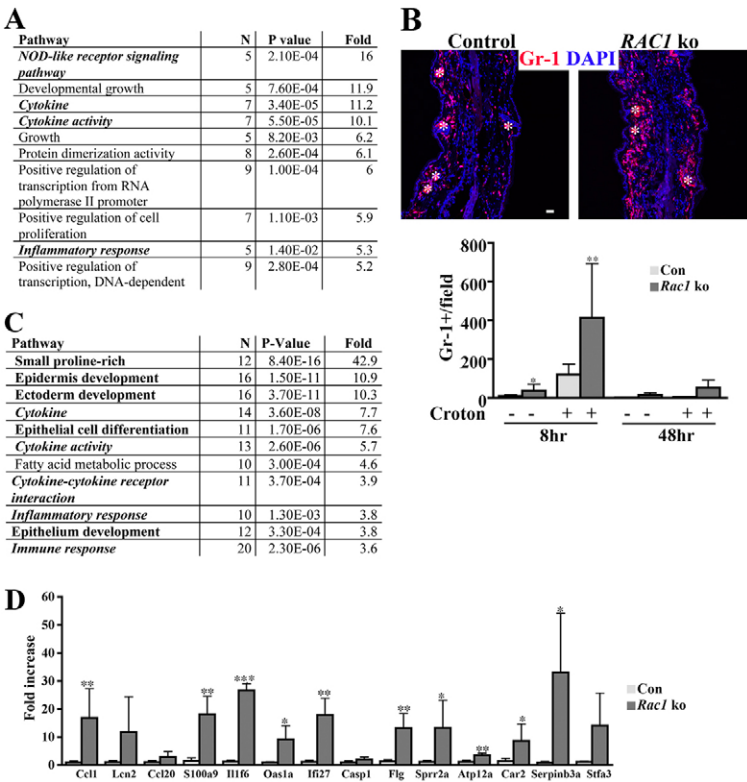 A
Pathway N P value Fold
NOD-like receptor signaling pathway 5 2.10E-04 16
Developmental growth 5 7.60E-04 11.9
Cytokine 7 3.40E-05 11.2
Cytokine activity 7 5.50E-05 10.1
Growth 5 8.20E-03 6.2
Protein dimerization activity 8 2.60E-04 6.1
Positive regulation of transcription from RNA polymerase II promoter 9 1.00E-04 6
Positive regulation of cell proliferation 7 1.10E-03 5.9
Inflammatory response 5 1.40E-02 5.3
Positive regulation of transcription, DNA-dependent 9 2.80E-04 5.2
B
Control RAC1 ko
Gr-1 DAPI
* * * * *
* * * *
Gr-1+/field
800
600
400
200
0
Con
Rac1 ko
* **
Croton - - + + - - + +
8hr 48hr
C
Pathway N P-Value Fold
Small proline-rich 12 8.40E-16 42.9
Epidermis development 16 1.50E-11 10.9
Ectoderm development 16 3.70E-11 10.3
Cytokine 14 3.60E-08 7.7
Epithelial cell differentiation 11 1.70E-06 7.6
Cytokine activity 13 2.60E-06 5.7
Fatty acid metabolic process 10 3.00E-04 4.6
Cytokine-cytokine receptor interaction 11 3.70E-04 3.9
Inflammatory response 10 1.30E-03 3.8
Epithelium development 12 3.30E-04 3.8
Immune response 20 2.30E-06 3.6
D
Fold increase
60
50
40
30
20
10
0
** ** *** * ** ** * ** * *
Con
Rac1 ko
Ccl1 Lcn2 Ccl20 S100a9 Il1f6 Oas1a Ifi27 Casp1 Flg Sprr2a Atp12a Car2 Serpinb3a Stfa3